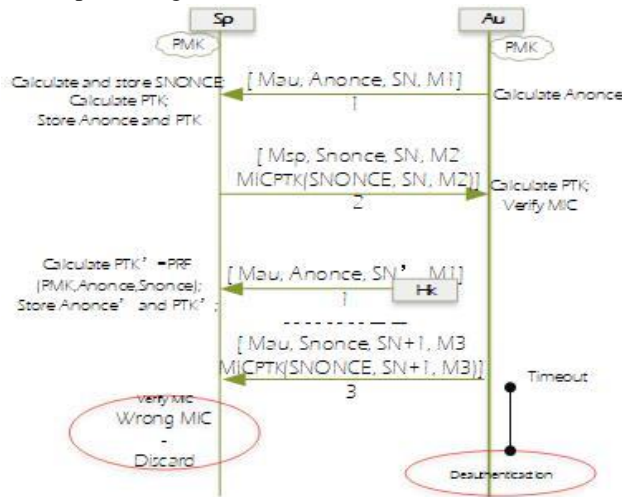 Sp
Au
PMK
PMK
Calculate and store SNONCE;
Calculate PTK;
Store Anonce and PTK
[ Mau, Anonce, SN, M1]
1
Calculate Anonce
[ Msp, Snonce, SN, M2
MICPTK(SNONCE, SN, M2)]
2
Calculate PTK;
Verify MIC
Calculate PTK’ =PRF
(PMK,Anonce,Snonce);
Store Anonce’ and PTK’ ;
[ Mau, Anonce, SN’ M1]
1
Hk
[ Mau, Snonce, SN+1, M3
MICPTK(SNONCE, SN+1, M3)]
3
Timeout
Verify MIC
Wrong MIC
-
Discard
Deauthentication